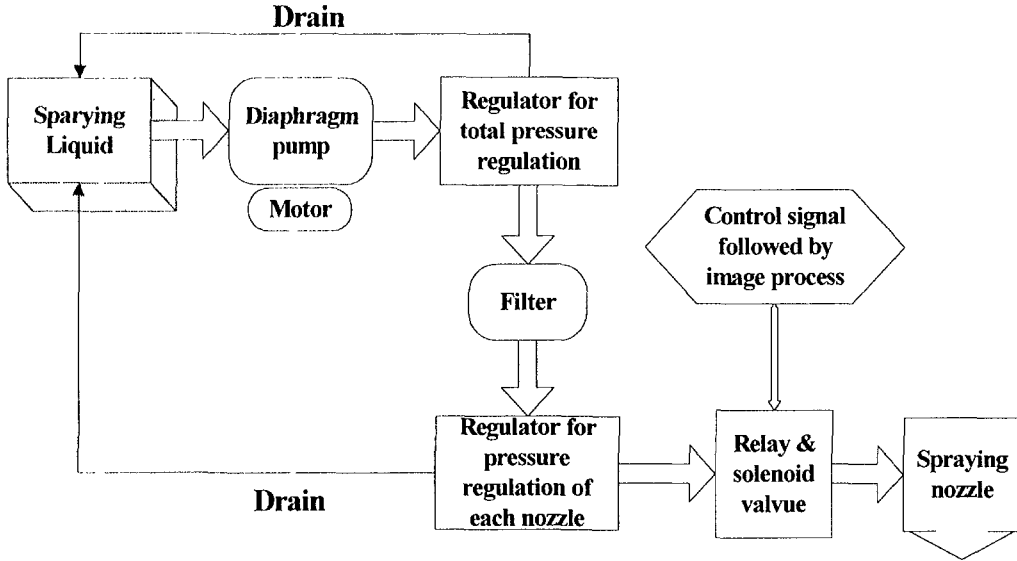 Drain
Sparying
Liquid
Diaphragm
pump
Motor
Regulator for
total pressure
regulation
Control signal
followed by
image process
Filter
Regulator for
pressure
regulation of
each nozzle
Relay &
solenoid
valvue
Spraying
nozzle
Drain